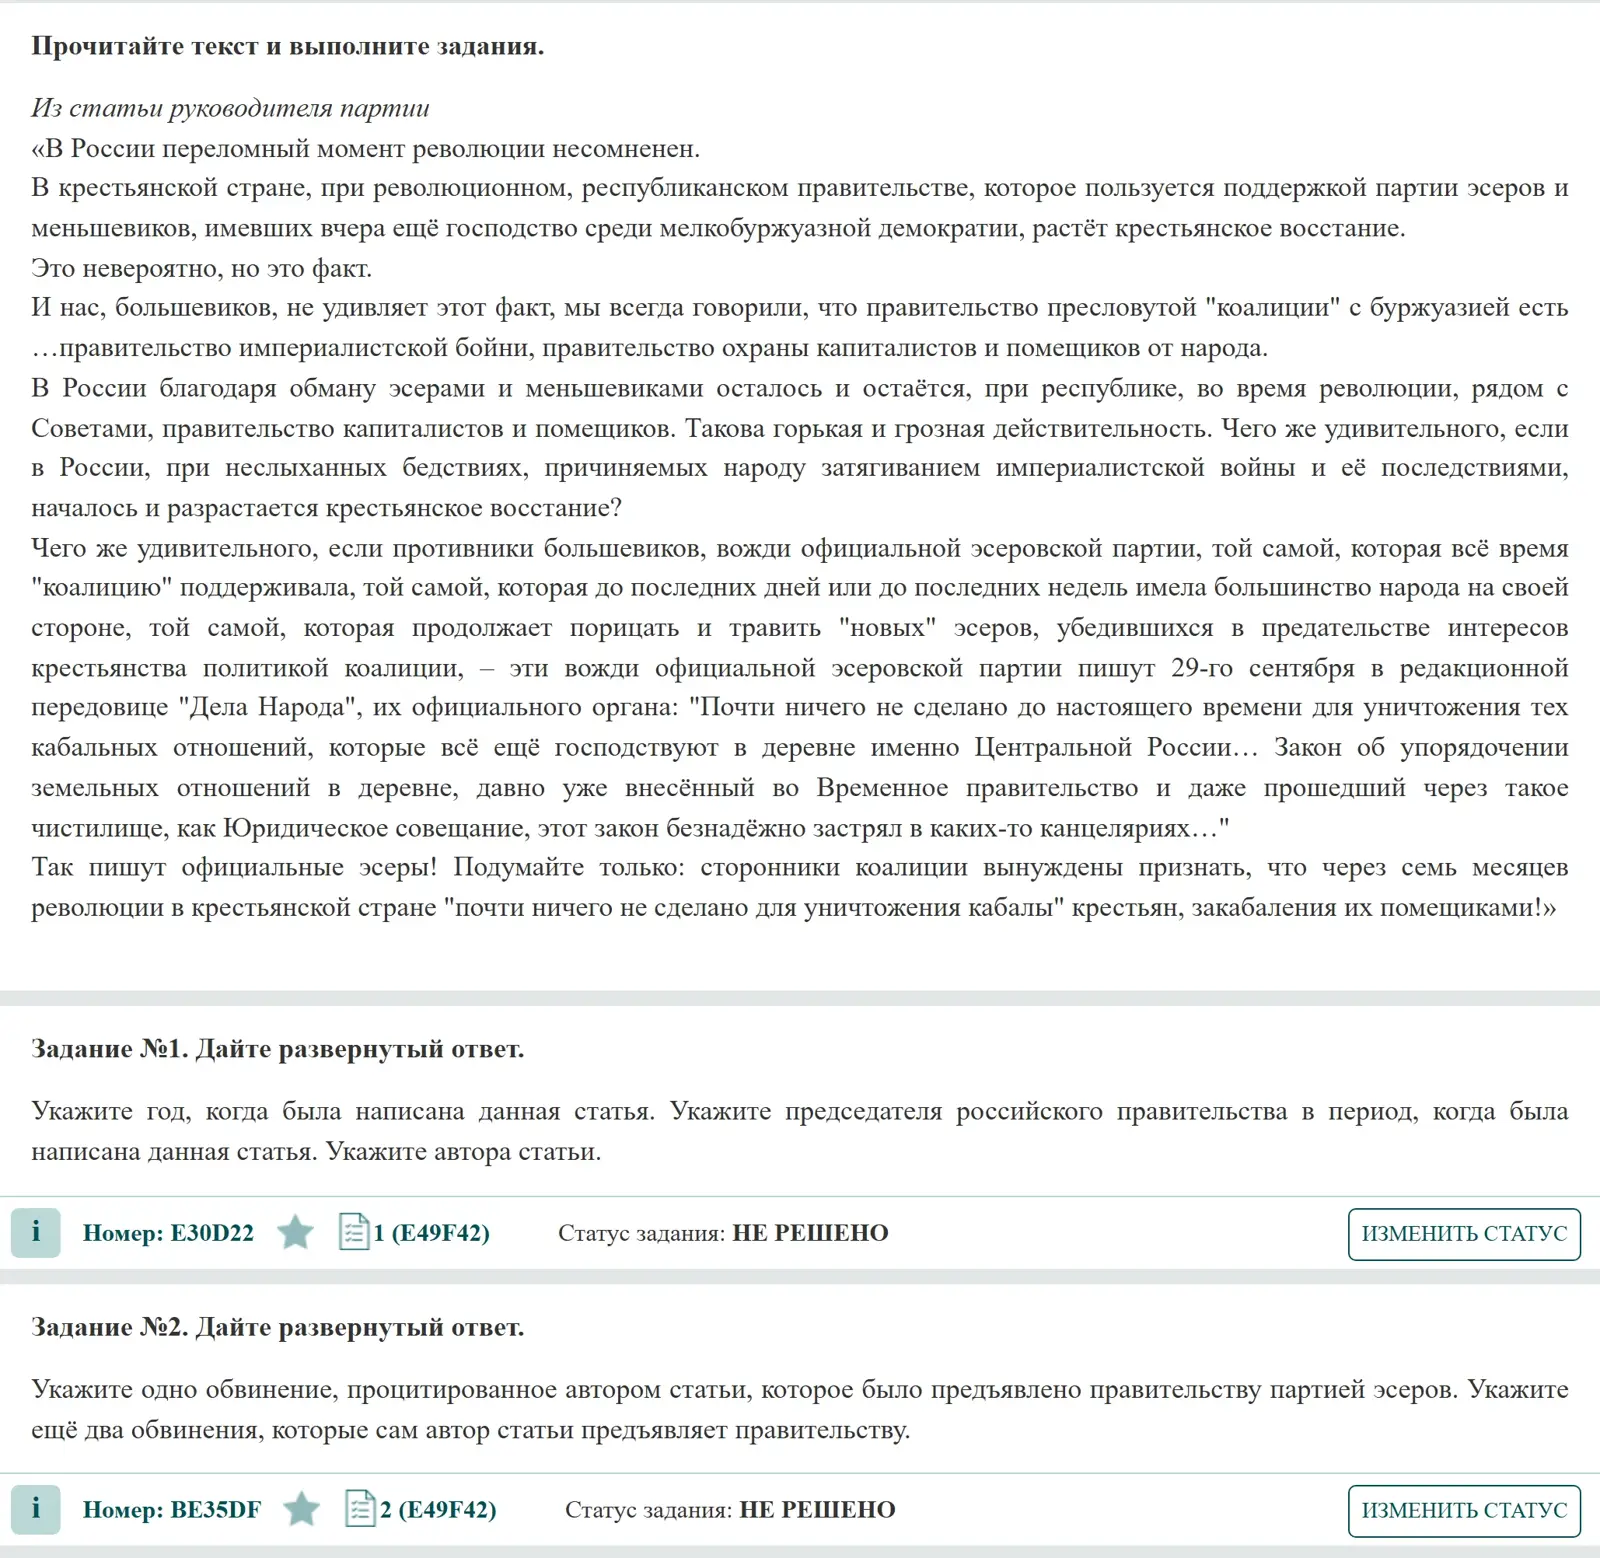 Прочитайте текст и выполните задания.
Из статьи руководителя партии
«В России переломный момент революции несомненен.
В крестьянской стране, при революционном, республиканском правительстве, которое пользуется поддержкой партии эсеров и
меньшевиков, имевших вчера ещё господство среди мелкобуржуазной демократии, растёт крестьянское восстание.
Это невероятно, но это факт.
И нас, большевиков, не удивляет этот факт, мы всегда говорили, что правительство пресловутой "коалиции" с буржуазией есть
…правительство империалистской бойни, правительство охраны капиталистов и помещиков от народа.
В России благодаря обману эсерами и меньшевиками осталось и остаётся, при республике, во время революции, рядом с
Советами, правительство капиталистов и помещиков. Такова горькая и грозная действительность. Чего же удивительного, если
в России, при неслыханных бедствиях, причиняемых народу затягиванием империалистской войны и её последствиями,
началось и разрастается крестьянское восстание?
Чего же удивительного, если противники большевиков, вожди официальной эсеровской партии, той самой, которая всё время
"коалицию" поддерживала, той самой, которая до последних дней или до последних недель имела большинство народа на своей
стороне, той самой, которая продолжает порицать и травить "новых" эсеров, убедившихся в предательстве интересов
крестьянства политикой коалиции, – эти вожди официальной эсеровской партии пишут 29-го сентября в редакционной
передовице "Дела Народа", их официального органа: "Почти ничего не сделано до настоящего времени для уничтожения тех
кабальных отношений, которые всё ещё господствуют в деревне именно Центральной России… Закон об упорядочении
земельных отношений в деревне, давно уже внесённый во Временное правительство и даже прошедший через такое
чистилище, как Юридическое совещание, этот закон безнадёжно застрял в каких-то канцеляриях…"
Так пишут официальные эсеры! Подумайте только: сторонники коалиции вынуждены признать, что через семь месяцев
революции в крестьянской стране "почти ничего не сделано для уничтожения кабалы" крестьян, закабаления их помещиками!»
Задание №1. Дайте развернутый ответ.
Укажите год, когда была написана данная статья. Укажите председателя российского правительства в период, когда была
написана данная статья. Укажите автора статьи.
i Номер: E30D22 1 (E49F42) Статус задания: НЕ РЕШЕНО ИЗМЕНИТЬ СТАТУС
Задание №2. Дайте развернутый ответ.
Укажите одно обвинение, процитированное автором статьи, которое было предъявлено правительству партией эсеров. Укажите
ещё два обвинения, которые сам автор статьи предъявляет правительству.
i Номер: BE35DF 2 (E49F42) Статус задания: НЕ РЕШЕНО ИЗМЕНИТЬ СТАТУС